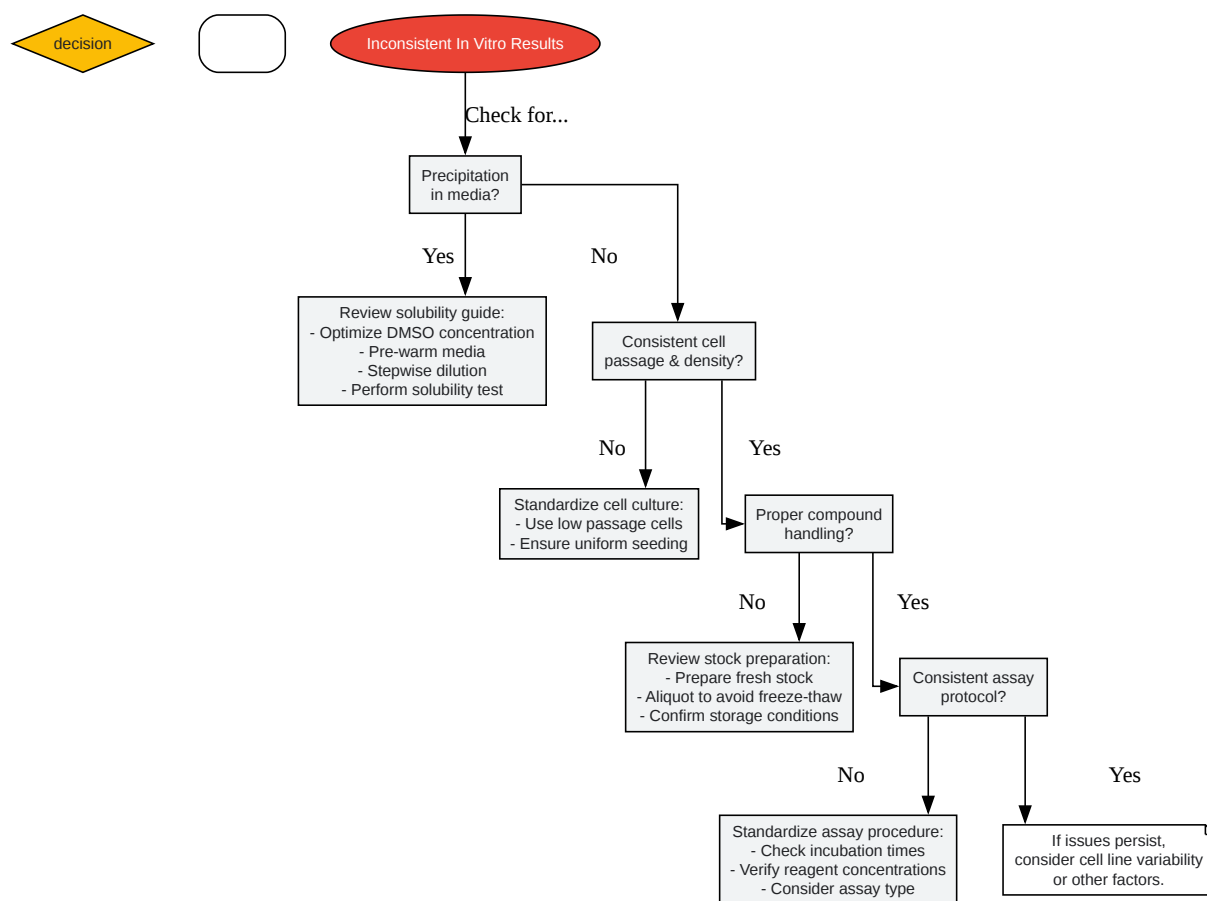 decision
Inconsistent In Vitro Results
Check for...
Precipitation
in media?
Yes
No
Review solubility guide:
- Optimize DMSO concentration
- Pre-warm media
- Stepwise dilution
- Perform solubility test
Consistent cell
passage & density?
No
Yes
Standardize cell culture:
- Use low passage cells
- Ensure uniform seeding
Proper compound
handling?
No
Yes
Review stock preparation:
- Prepare fresh stock
- Aliquot to avoid freeze-thaw
- Confirm storage conditions
Consistent assay
protocol?
No
Yes
Standardize assay procedure:
- Check incubation times
- Verify reagent concentrations
- Consider assay type
If issues persist,
consider cell line variability
or other factors.